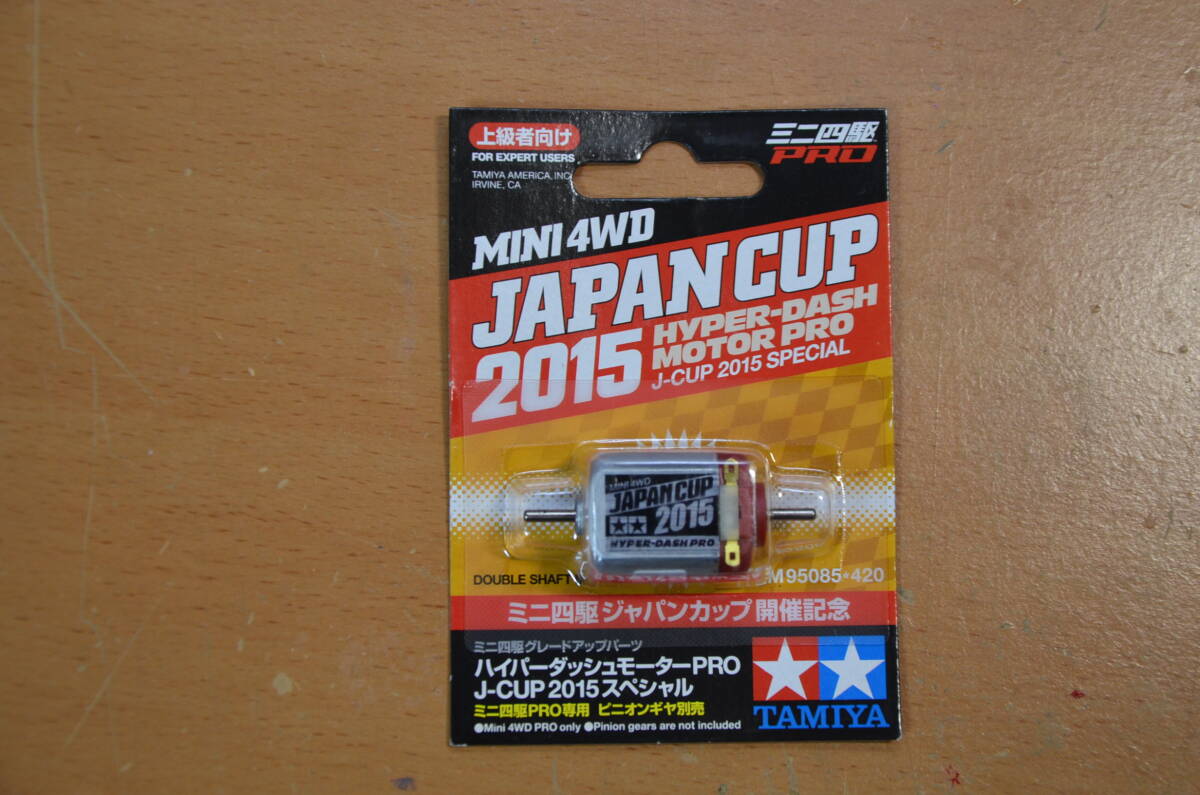 上級者向け
FOR EXPERT USERS
TAMIYA AMERICA, INC
IRVINE, CA
ミニ四駆
PRO
MINI 4WD
JAPAN CUP
2015
HYPER-DASH
MOTOR PRO
J-CUP 2015 SPECIAL
MINI 4WD
JAPAN CUP
2015
HYPER-DASH PRO
DOUBLE SHAFT
95085*420
ミニ四駆 ジャパンカップ 開催記念
ミニ四駆グレードアップパーツ
ハイパーダッシュモーターPRO
J-CUP 2015 スペシャル
ミニ四駆PRO専用 ピニオンギヤ別売
●Mini 4WD PRO only ●Pinion gears are not included
TAMIYA